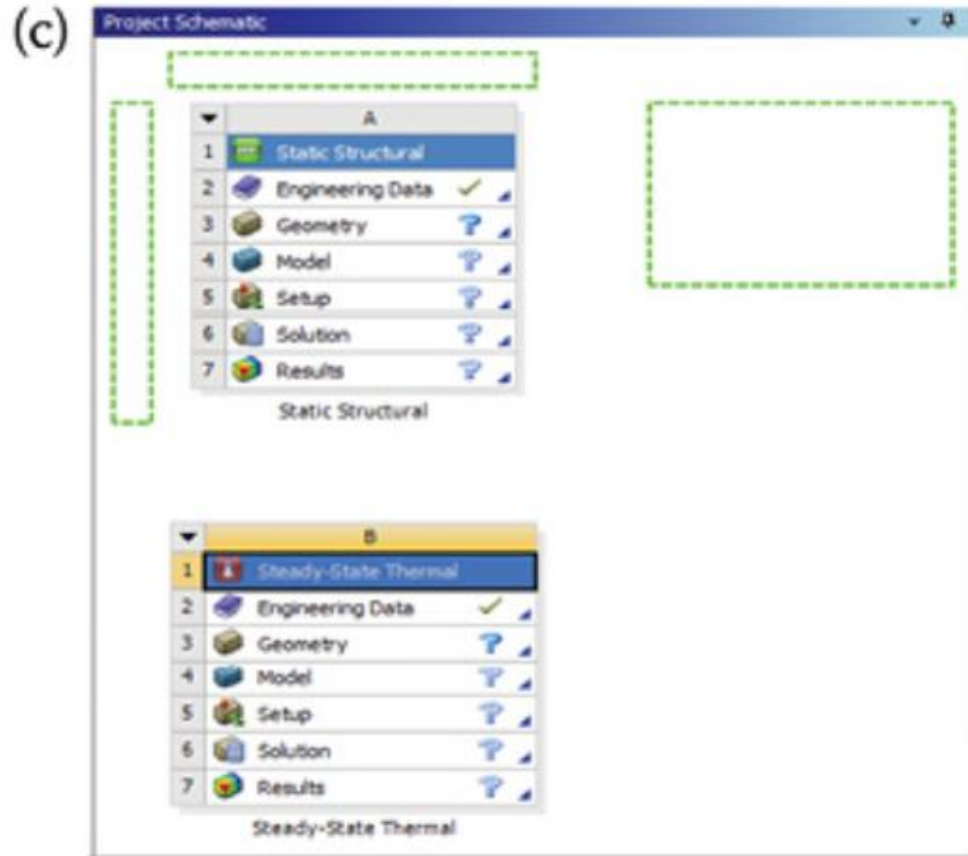 (c)
Project Schematic
A
1 Static Structural
2 Engineering Data
3 Geometry ?
4 Model ?
5 Setup ?
6 Solution ?
7 Results ?
Static Structural
B
1 Steady-State Thermal
2 Engineering Data
3 Geometry ?
4 Model ?
5 Setup ?
6 Solution ?
7 Results ?
Steady-State Thermal